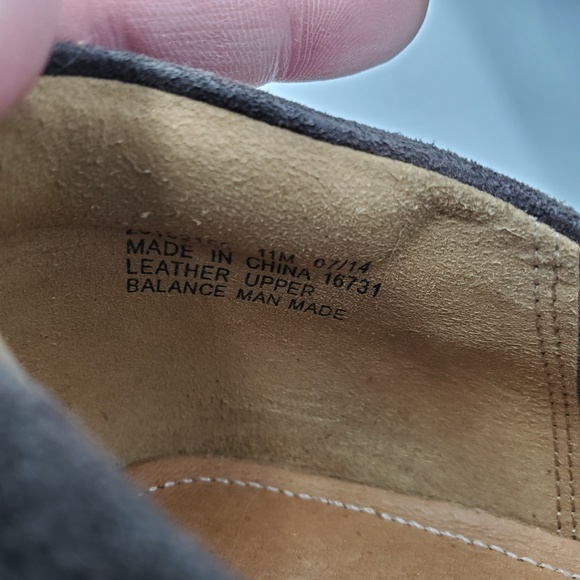 11M 07/14
MADE IN CHINA 16731
LEATHER UPPER
BALANCE MAN MADE